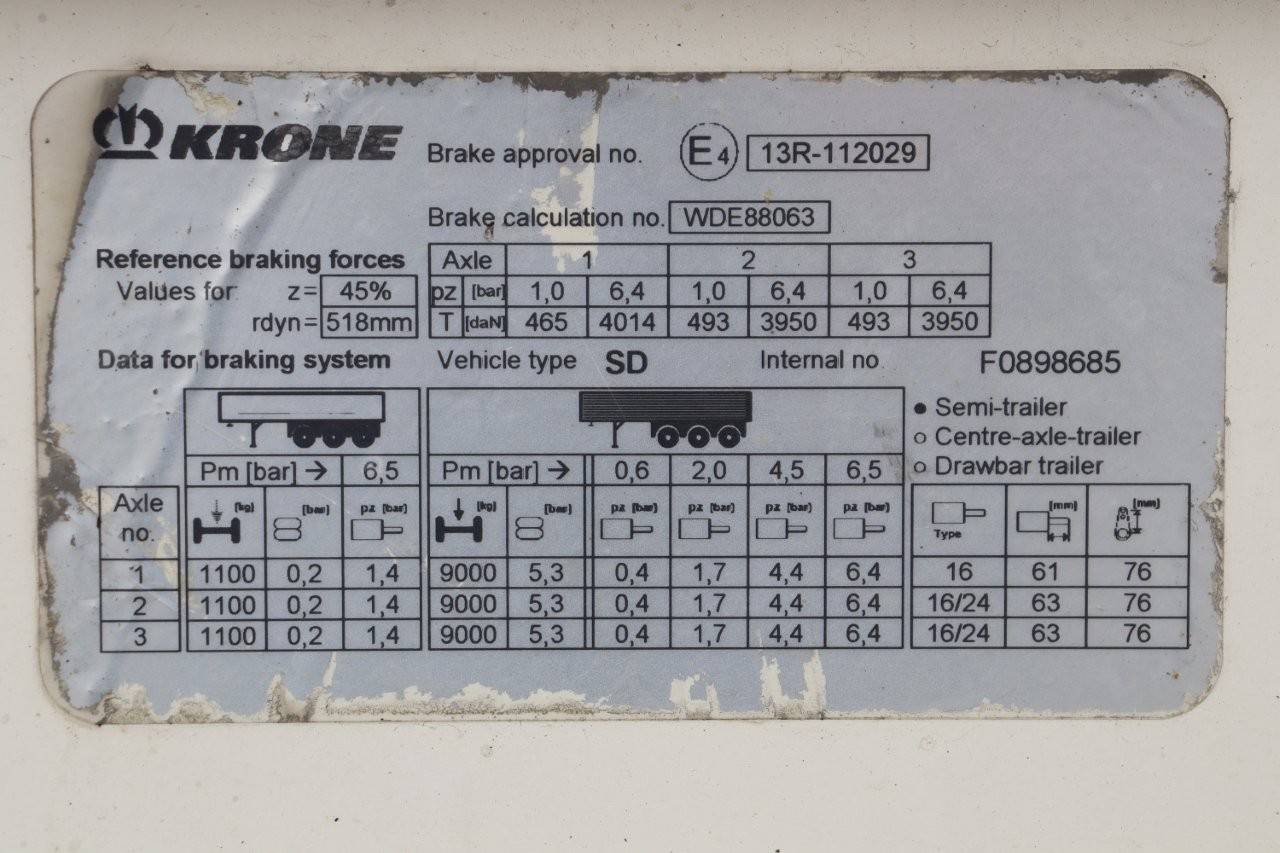 KRONE
Brake approval no. E4 13R-112029
Brake calculation no. WDE88063
Reference braking forces
Values for z= 45%
rdyn= 518mm
Axle 1 2 3
pz [bar] 1,0 6,4 1,0 6,4 1,0 6,4
T [daN] 465 4014 493 3950 493 3950
Data for braking system Vehicle type SD Internal no. F0898685
● Semi-trailer
○ Centre-axle-trailer
○ Drawbar trailer
Pm [bar] → 6,5 Pm [bar] → 0,6 2,0 4,5 6,5
Axle no. [kg] [bar] pz [bar] [kg] [bar] pz [bar] pz [bar] pz [bar] pz [bar] Type [mm] [mm]
1 1100 0,2 1,4 9000 5,3 0,4 1,7 4,4 6,4 16 61 76
2 1100 0,2 1,4 9000 5,3 0,4 1,7 4,4 6,4 16/24 63 76
3 1100 0,2 1,4 9000 5,3 0,4 1,7 4,4 6,4 16/24 63 76